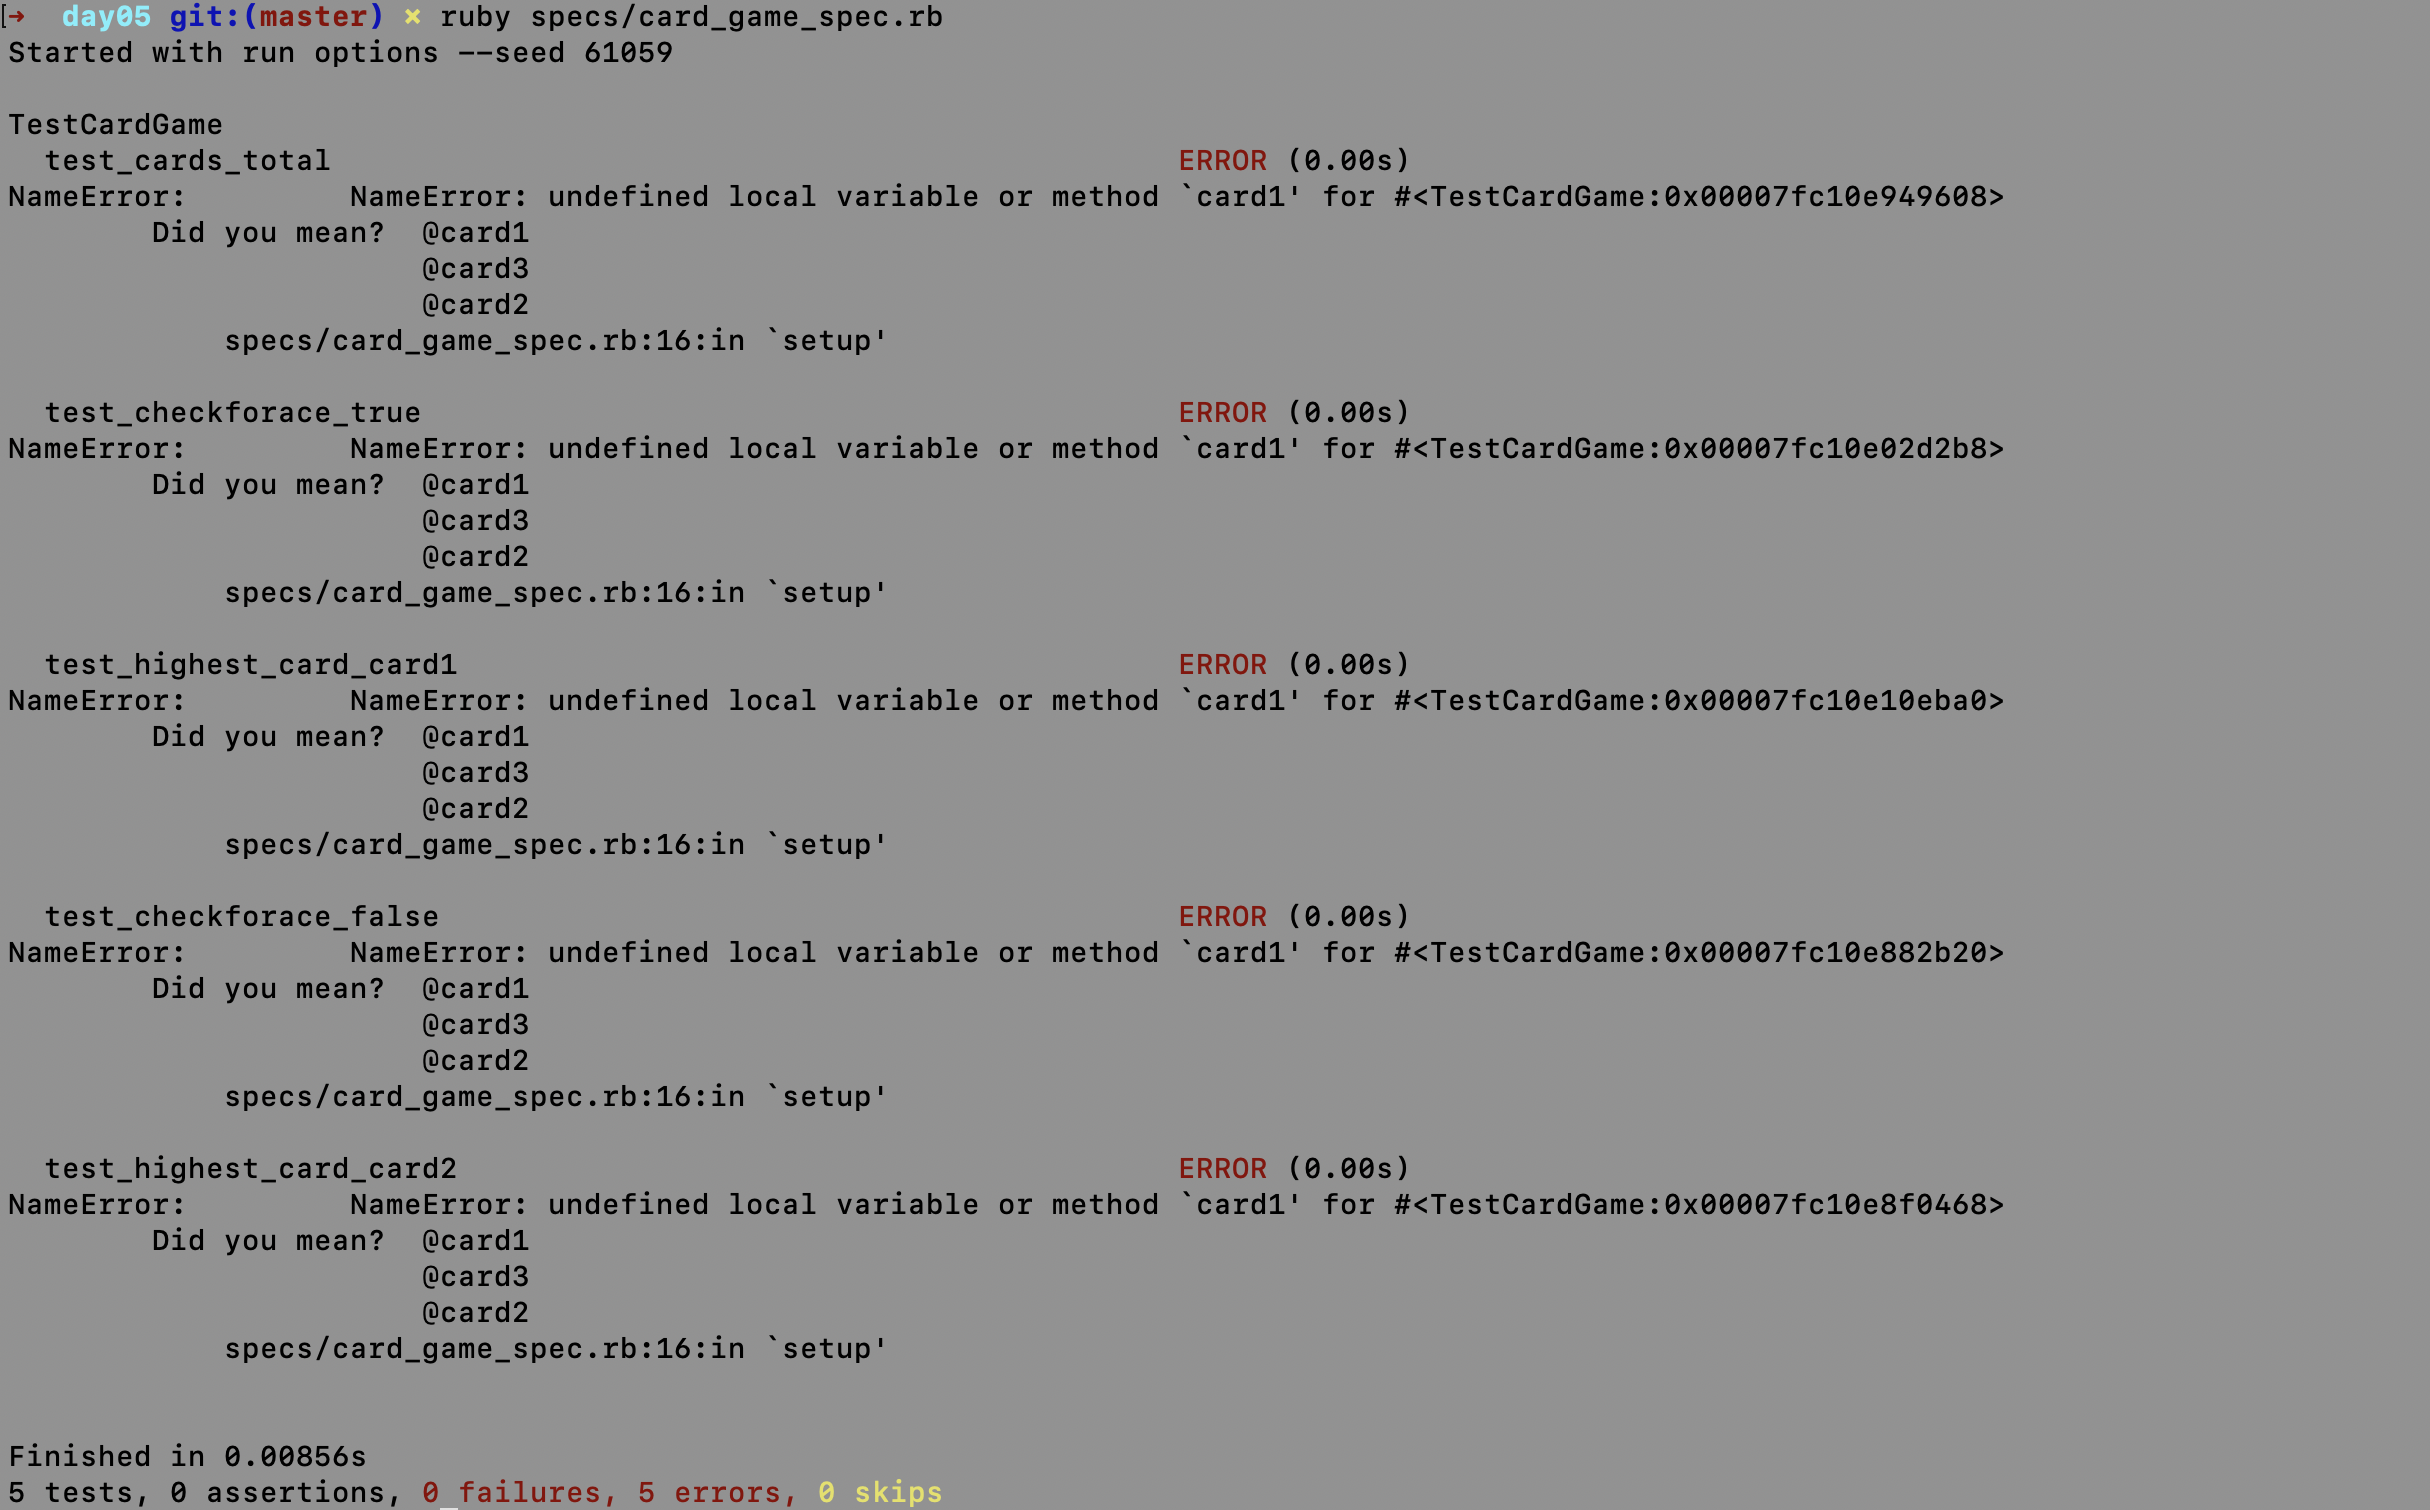 [→  day05 git:(master) × ruby specs/card_game_spec.rb
Started with run options --seed 61059

TestCardGame
  test_cards_total                                               ERROR (0.00s)
NameError:         NameError: undefined local variable or method `card1' for #<TestCardGame:0x00007fc10e949608>
        Did you mean?  @card1
                       @card3
                       @card2
            specs/card_game_spec.rb:16:in `setup'

  test_checkforace_true                                          ERROR (0.00s)
NameError:         NameError: undefined local variable or method `card1' for #<TestCardGame:0x00007fc10e02d2b8>
        Did you mean?  @card1
                       @card3
                       @card2
            specs/card_game_spec.rb:16:in `setup'

  test_highest_card_card1                                        ERROR (0.00s)
NameError:         NameError: undefined local variable or method `card1' for #<TestCardGame:0x00007fc10e10eba0>
        Did you mean?  @card1
                       @card3
                       @card2
            specs/card_game_spec.rb:16:in `setup'

  test_checkforace_false                                         ERROR (0.00s)
NameError:         NameError: undefined local variable or method `card1' for #<TestCardGame:0x00007fc10e882b20>
        Did you mean?  @card1
                       @card3
                       @card2
            specs/card_game_spec.rb:16:in `setup'

  test_highest_card_card2                                        ERROR (0.00s)
NameError:         NameError: undefined local variable or method `card1' for #<TestCardGame:0x00007fc10e8f0468>
        Did you mean?  @card1
                       @card3
                       @card2
            specs/card_game_spec.rb:16:in `setup'

Finished in 0.00856s
5 tests, 0 assertions, 0 failures, 5 errors, 0 skips